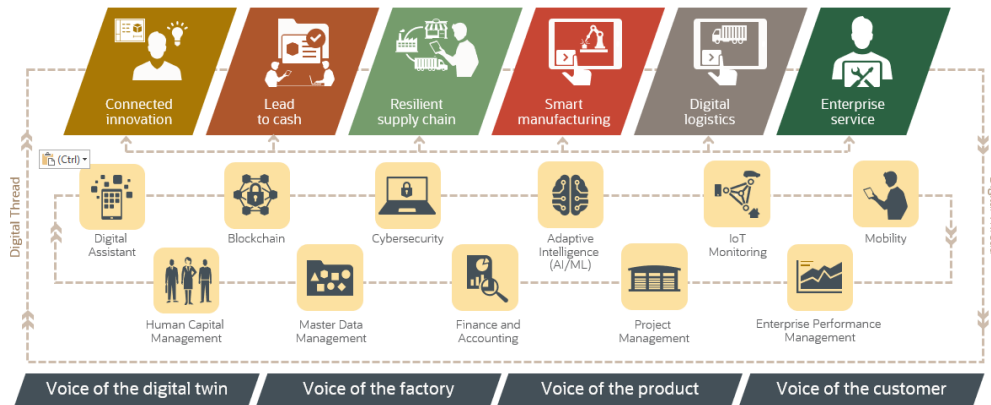 Connected
innovation
Lead
to cash
Resilient
supply chain
Smart
manufacturing
Digital
logistics
Enterprise
service
(Ctrl)
Digital Thread
Digital
Assistant
Blockchain
Cybersecurity
Adaptive
Intelligence
(AI/ML)
IoT
Monitoring
Mobility
Human Capital
Management
Master Data
Management
Finance and
Accounting
Project
Management
Enterprise Performance
Management
Voice of the digital twin
Voice of the factory
Voice of the product
Voice of the customer